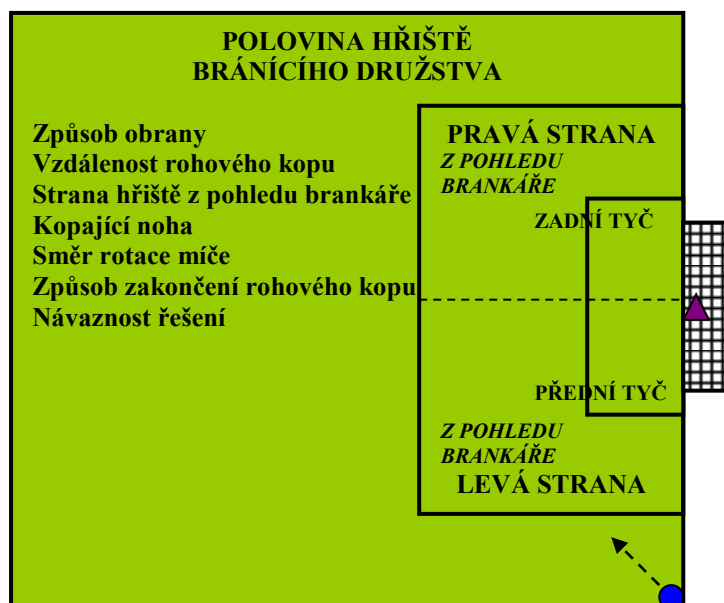 POLOVINA HŘIŠTĚ
BRÁNÍCÍHO DRUŽSTVA
Způsob obrany
Vzdálenost rohového kopu
Strana hřiště z pohledu brankáře
Kopající noha
Směr rotace míče
Způsob zakončení rohového kopu
Návaznost řešení
PRAVÁ STRANA
Z POHLEDU
BRANKÁŘE
ZADNÍ TYČ
PŘEDNÍ TYČ
Z POHLEDU
BRANKÁŘE
LEVÁ STRANA